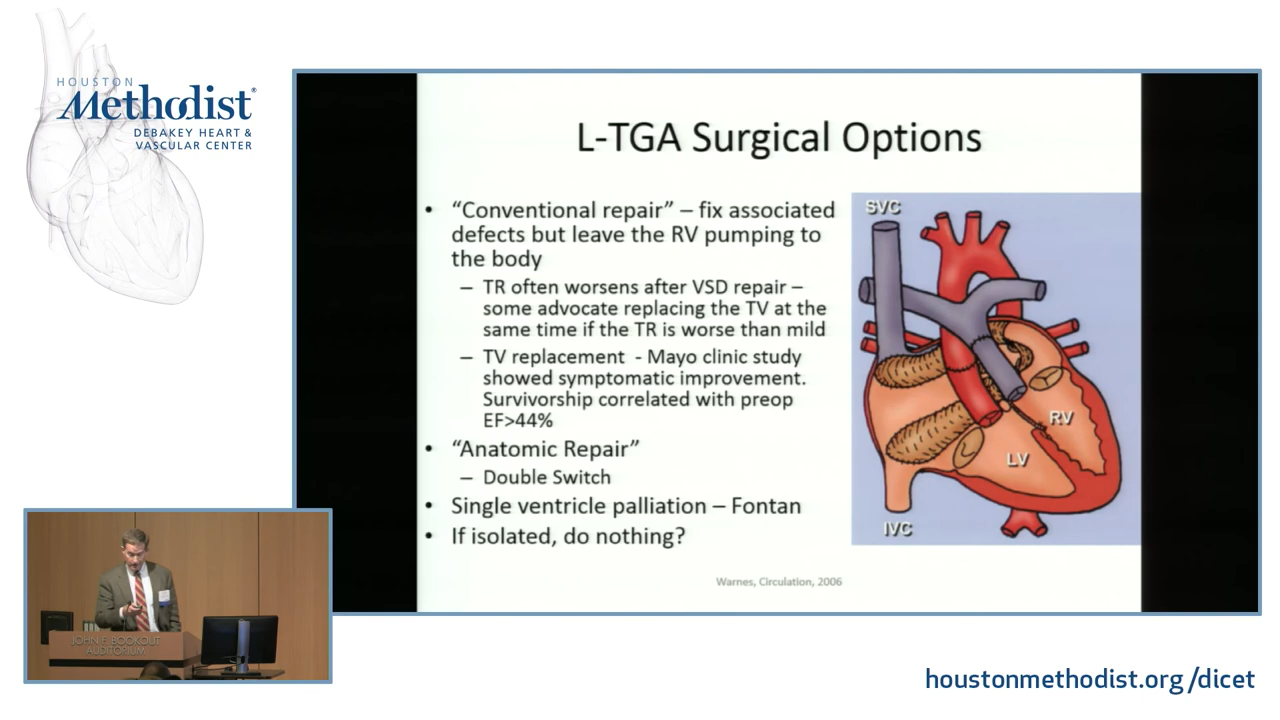 HOUSTON
Methodist®
DEBAKEY HEART &
VASCULAR CENTER
L-TGA Surgical Options
• “Conventional repair” – fix associated
defects but leave the RV pumping to
the body
– TR often worsens after VSD repair –
some advocate replacing the TV at the
same time if the TR is worse than mild
– TV replacement - Mayo clinic study
showed symptomatic improvement.
Survivorship correlated with preop
EF>44%
• “Anatomic Repair”
– Double Switch
• Single ventricle palliation – Fontan
• If isolated, do nothing?
SVC
RV
LV
IVC
Warnes, Circulation, 2006
JOHN F. BOOKOUT
AUDITORIUM
houstonmethodist.org/dicet